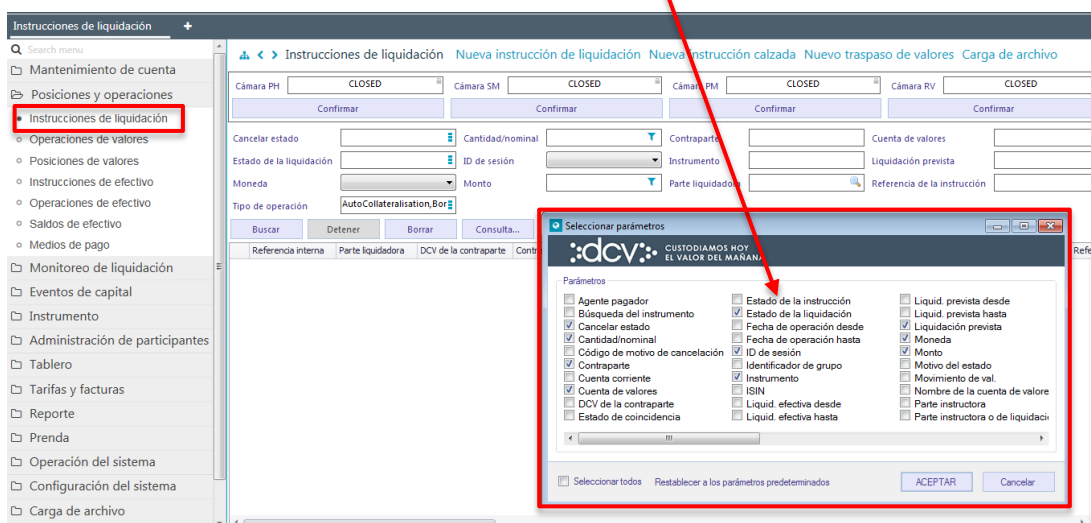 Instrucciones de liquidación +
Search menu
Mantenimiento de cuenta
Posiciones y operaciones
Instrucciones de liquidación
Operaciones de valores
Posiciones de valores
Instrucciones de efectivo
Operaciones de efectivo
Saldos de efectivo
Medios de pago
Monitoreo de liquidación
Eventos de capital
Instrumento
Administración de participantes
Tablero
Tarifas y facturas
Reporte
Prenda
Operación del sistema
Configuración del sistema
Carga de archivo
Instrucciones de liquidación Nueva instrucción de liquidación Nueva instrucción calzada Nuevo traspaso de valores Carga de archivo
Cámara PH CLOSED Cámara SM CLOSED Cámara PM CLOSED Cámara RV CLOSED
Confirmar Confirmar Confirmar Confirmar
Cancelar estado Cantidad/nominal Contraparte Cuenta de valores
Estado de la liquidación ID de sesión Instrumento Liquidación prevista
Moneda Monto Parte liquidadora Referencia de la instrucción
Tipo de operación AutoCollateralisation,Bor
Buscar Detener Borrar Consulta...
Referencia interna Parte liquidadora DCV de la contraparte Contr Refe
Seleccionar parámetros
dcv CUSTODIAMOS HOY
EL VALOR DEL MAÑANA
Parámetros
Agente pagador Estado de la instrucción Liquid. prevista desde
Búsqueda del instrumento Estado de la liquidación Liquid. prevista hasta
Cancelar estado Fecha de operación desde Liquidación prevista
Cantidad/nominal Fecha de operación hasta Moneda
Código de motivo de cancelación ID de sesión Monto
Contraparte Identificador de grupo Motivo del estado
Cuenta corriente Instrumento Movimiento de val.
Cuenta de valores ISIN Nombre de la cuenta de valore
DCV de la contraparte Liquid. efectiva desde Parte instructora
Estado de coincidencia Liquid. efectiva hasta Parte instructora o de liquidaci
Seleccionar todos Restablecer a los parámetros predeterminados ACEPTAR Cancelar